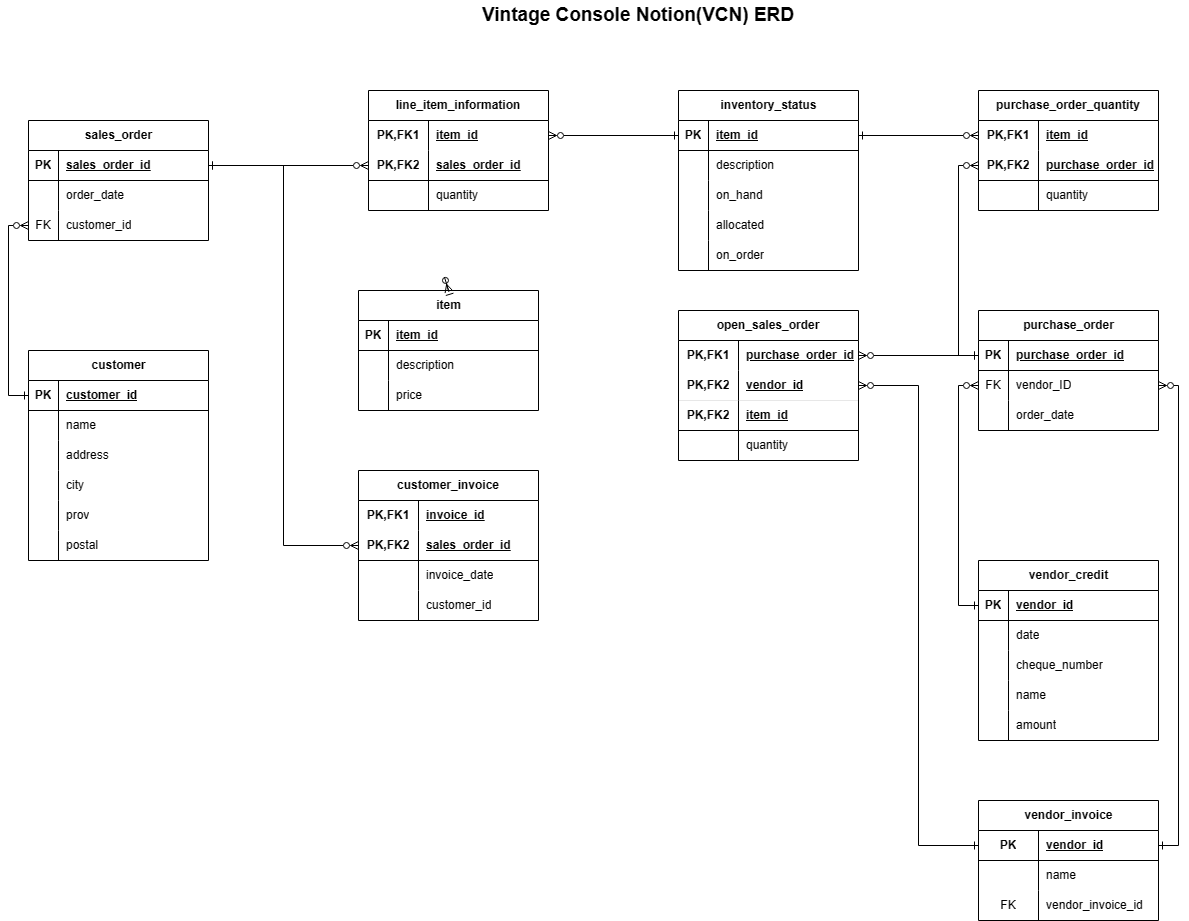 Vintage Console Notion(VCN) ERD
sales_order
PK sales_order_id
order_date
FK customer_id
customer
PK customer_id
name
address
city
prov
postal
line_item_information
PK,FK1 item_id
PK,FK2 sales_order_id
quantity
item
PK item_id
description
price
customer_invoice
PK,FK1 invoice_id
PK,FK2 sales_order_id
invoice_date
customer_id
inventory_status
PK item_id
description
on_hand
allocated
on_order
open_sales_order
PK,FK1 purchase_order_id
PK,FK2 vendor_id
PK,FK2 item_id
quantity
purchase_order_quantity
PK,FK1 item_id
PK,FK2 purchase_order_id
quantity
purchase_order
PK purchase_order_id
FK vendor_ID
order_date
vendor_credit
PK vendor_id
date
cheque_number
name
amount
vendor_invoice
PK vendor_id
name
FK vendor_invoice_id